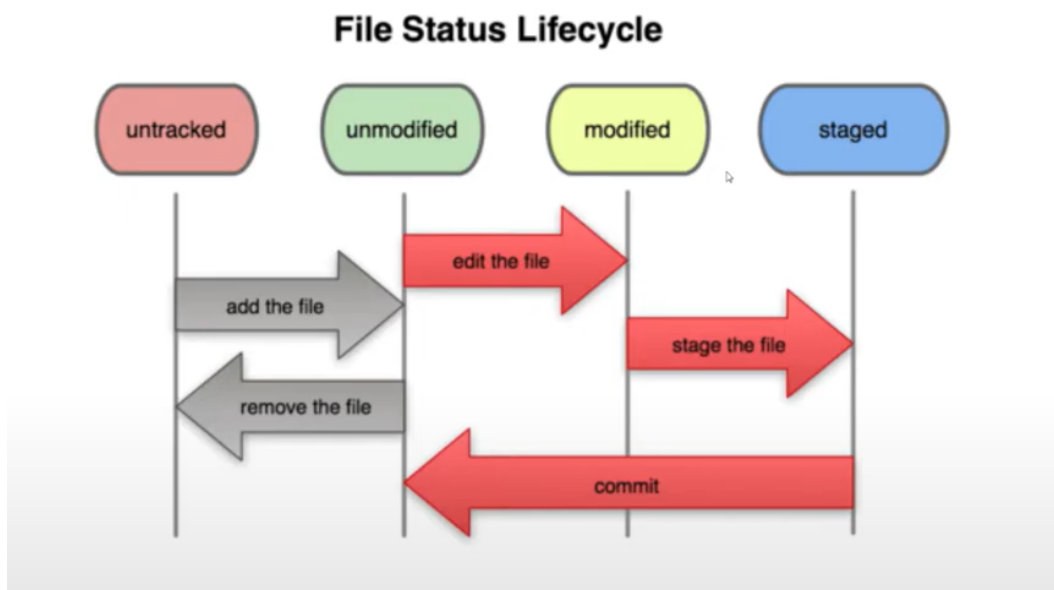 File Status Lifecycle
untracked
unmodified
modified
staged
edit the file
add the file
stage the file
remove the file
commit